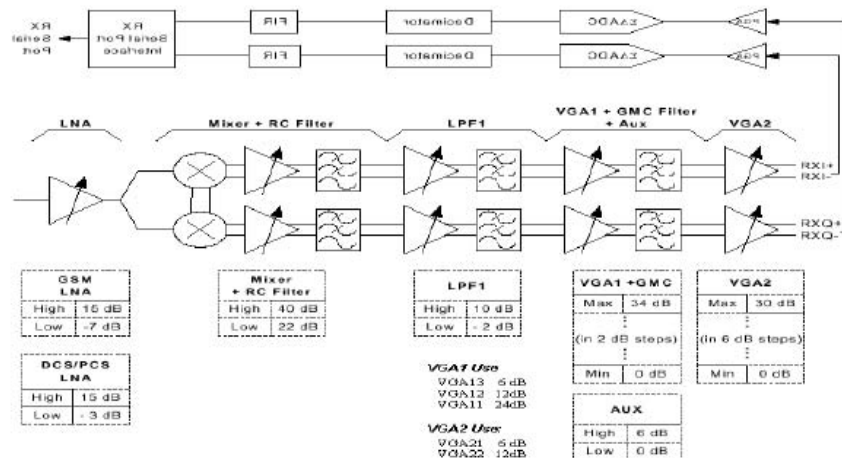 RX Serial Port
RX Serial Port Interface
FIR
Decimator
ΣΔADC
PGA
FIR
Decimator
ΣΔADC
PGA
LNA
Mixer + RC Filter
LPF1
VGA1 + GMC Filter
+ Aux
VGA2
RXI+
RXI-
RXQ+
RXQ-
GSM
LNA
High 15 dB
Low -7 dB
DCS/PCS
LNA
High 15 dB
Low - 3 dB
Mixer
+ RC Filter
High 40 dB
Low 22 dB
LPF1
High 10 dB
Low - 2 dB
VGA1 Use
VGA13 6 dB
VGA12 12dB
VGA11 24dB
VGA2 Use:
VGA21 6 dB
VGA22 12dB
VGA1 +GMC
Max 34 dB
(in 2 dB steps)
Min 0 dB
AUX
High 6 dB
Low 0 dB
VGA2
Max 30 dB
(in 6 dB steps)
Min 0 dB